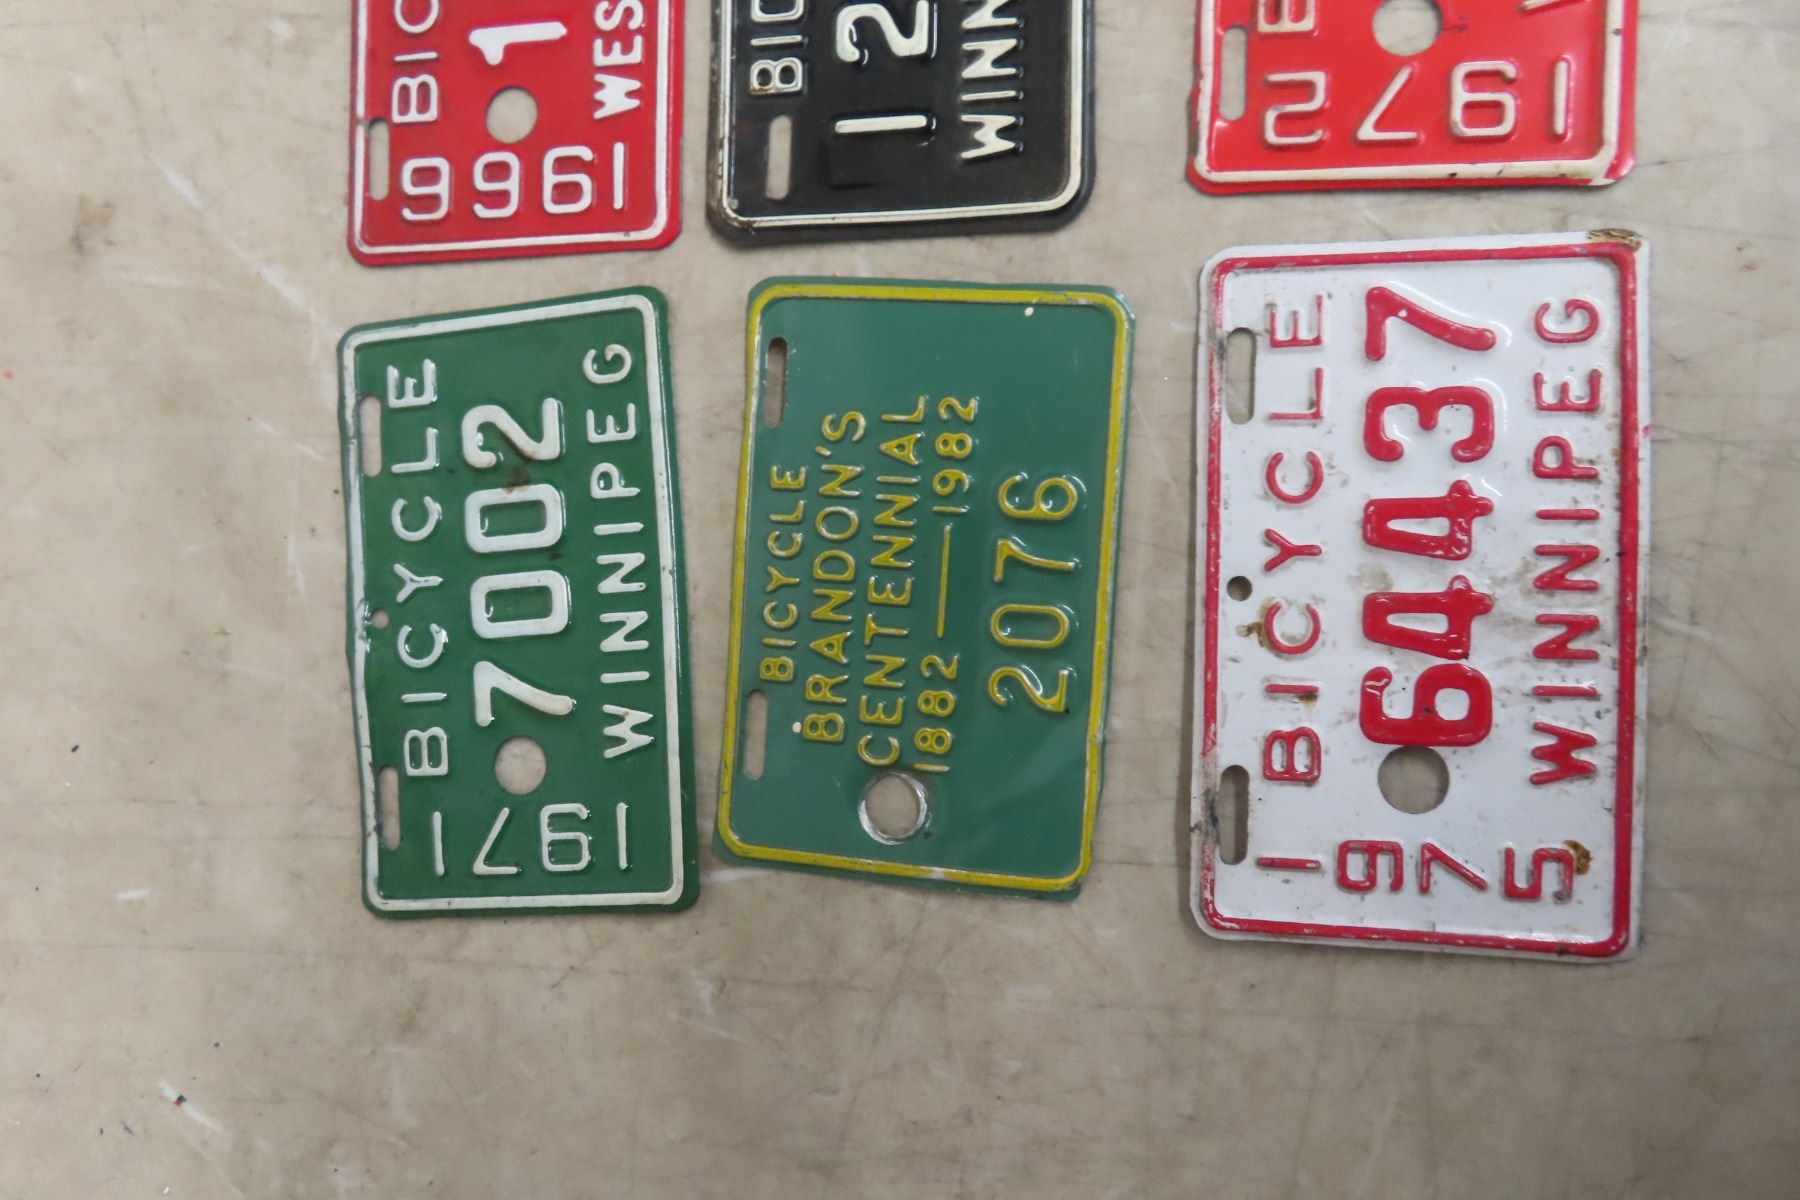 BIC
1
WES
1966
BIC
12
WINN
1972
BICYCLE
7002
WINNIPEG
1971
BICYCLE
BRANDON'S
CENTENNIAL
1882 — 1982
2076
BICYCLE
6437
WINNIPEG
1975